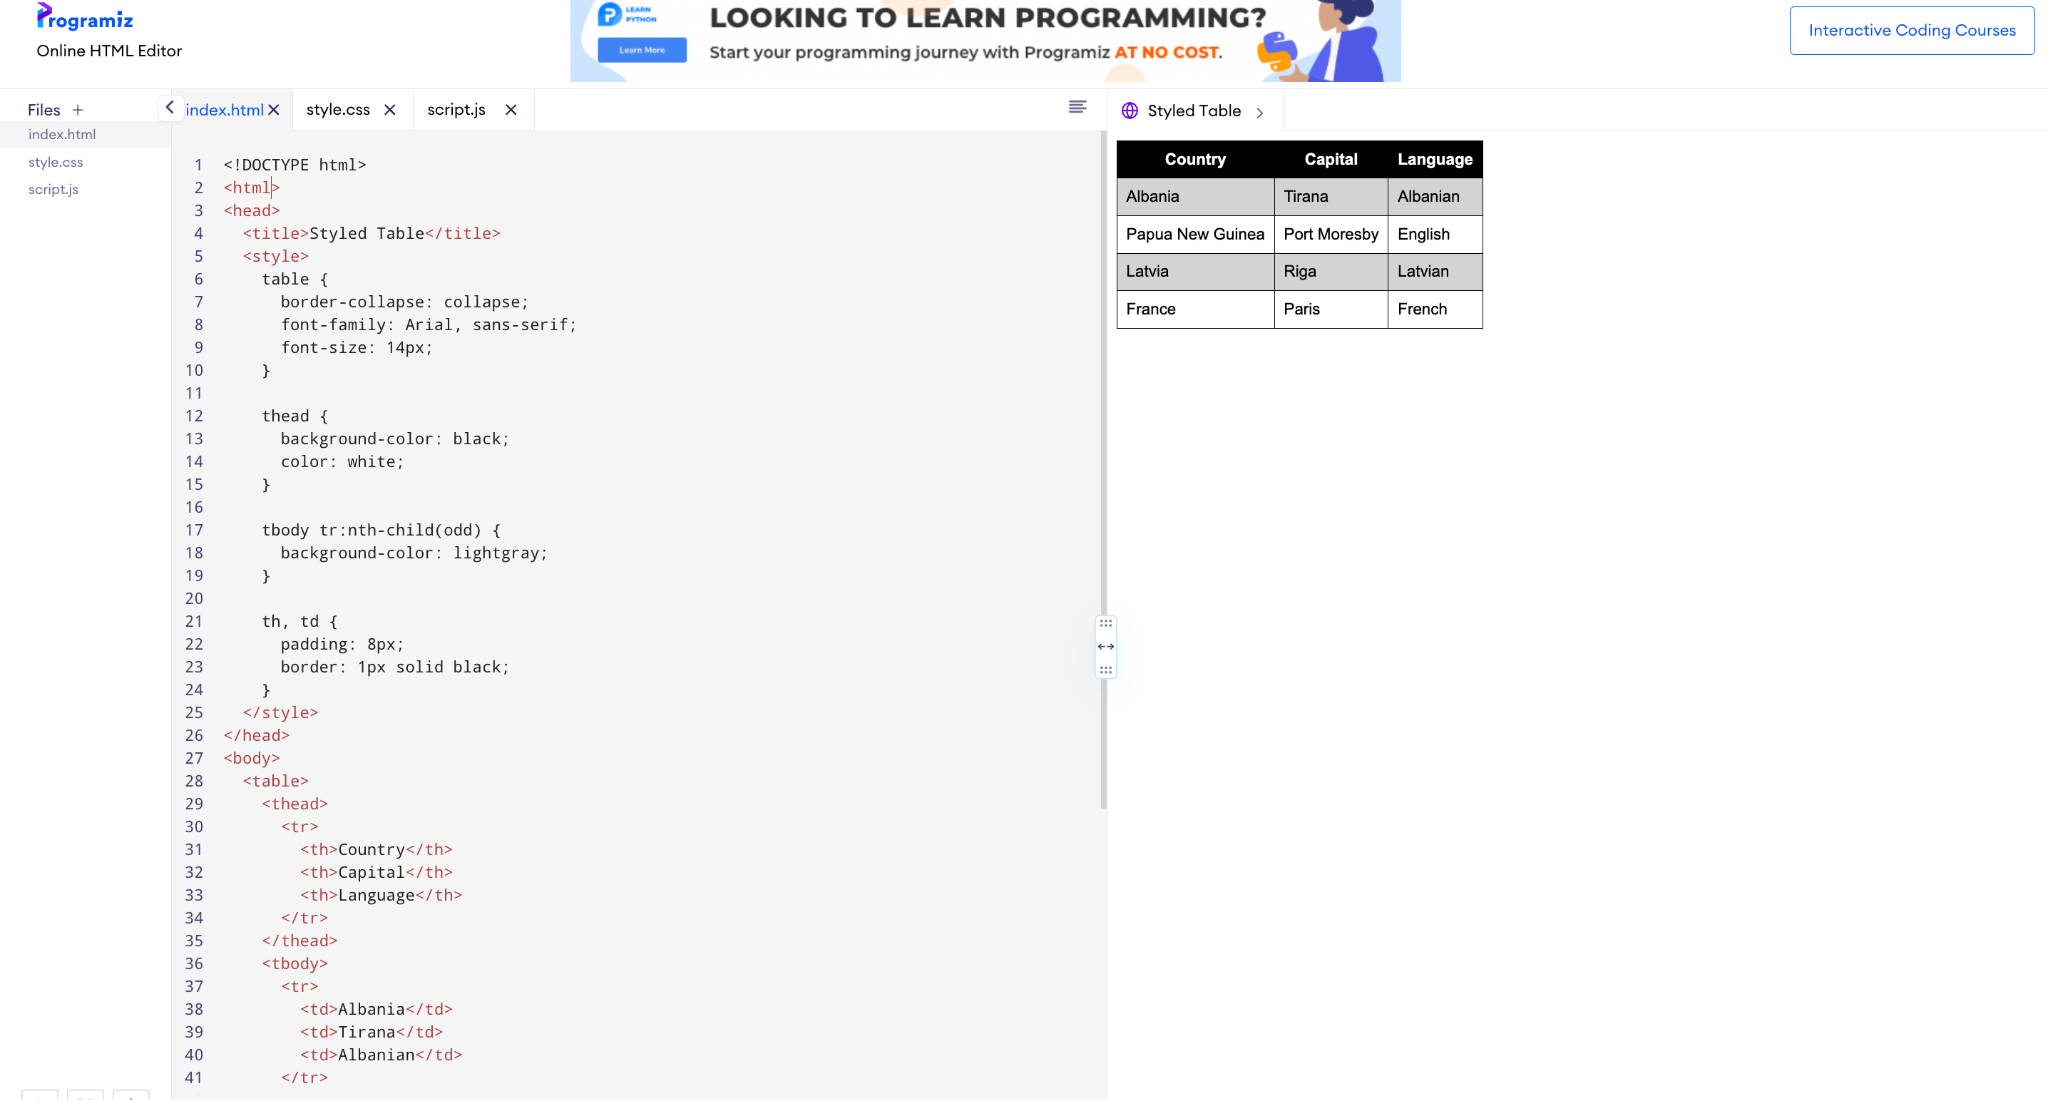 Programiz
Online HTML Editor
LEARN
PYTHON
Learn More
LOOKING TO LEARN PROGRAMMING?
Start your programming journey with Programiz AT NO COST.
Interactive Coding Courses
Files +
index.html
style.css
script.js
index.html
style.css
script.js
1 <!DOCTYPE html>
2 <html>
3 <head>
4 <title>Styled Table</title>
5 <style>
6 table {
7 border-collapse: collapse;
8 font-family: Arial, sans-serif;
9 font-size: 14px;
10 }
11
12 thead {
13 background-color: black;
14 color: white;
15 }
16
17 tbody tr:nth-child(odd) {
18 background-color: lightgray;
19 }
20
21 th, td {
22 padding: 8px;
23 border: 1px solid black;
24 }
25 </style>
26 </head>
27 <body>
28 <table>
29 <thead>
30 <tr>
31 <th>Country</th>
32 <th>Capital</th>
33 <th>Language</th>
34 </tr>
35 </thead>
36 <tbody>
37 <tr>
38 <td>Albania</td>
39 <td>Tirana</td>
40 <td>Albanian</td>
41 </tr>
Styled Table
Country Capital Language
Albania Tirana Albanian
Papua New Guinea Port Moresby English
Latvia Riga Latvian
France Paris French